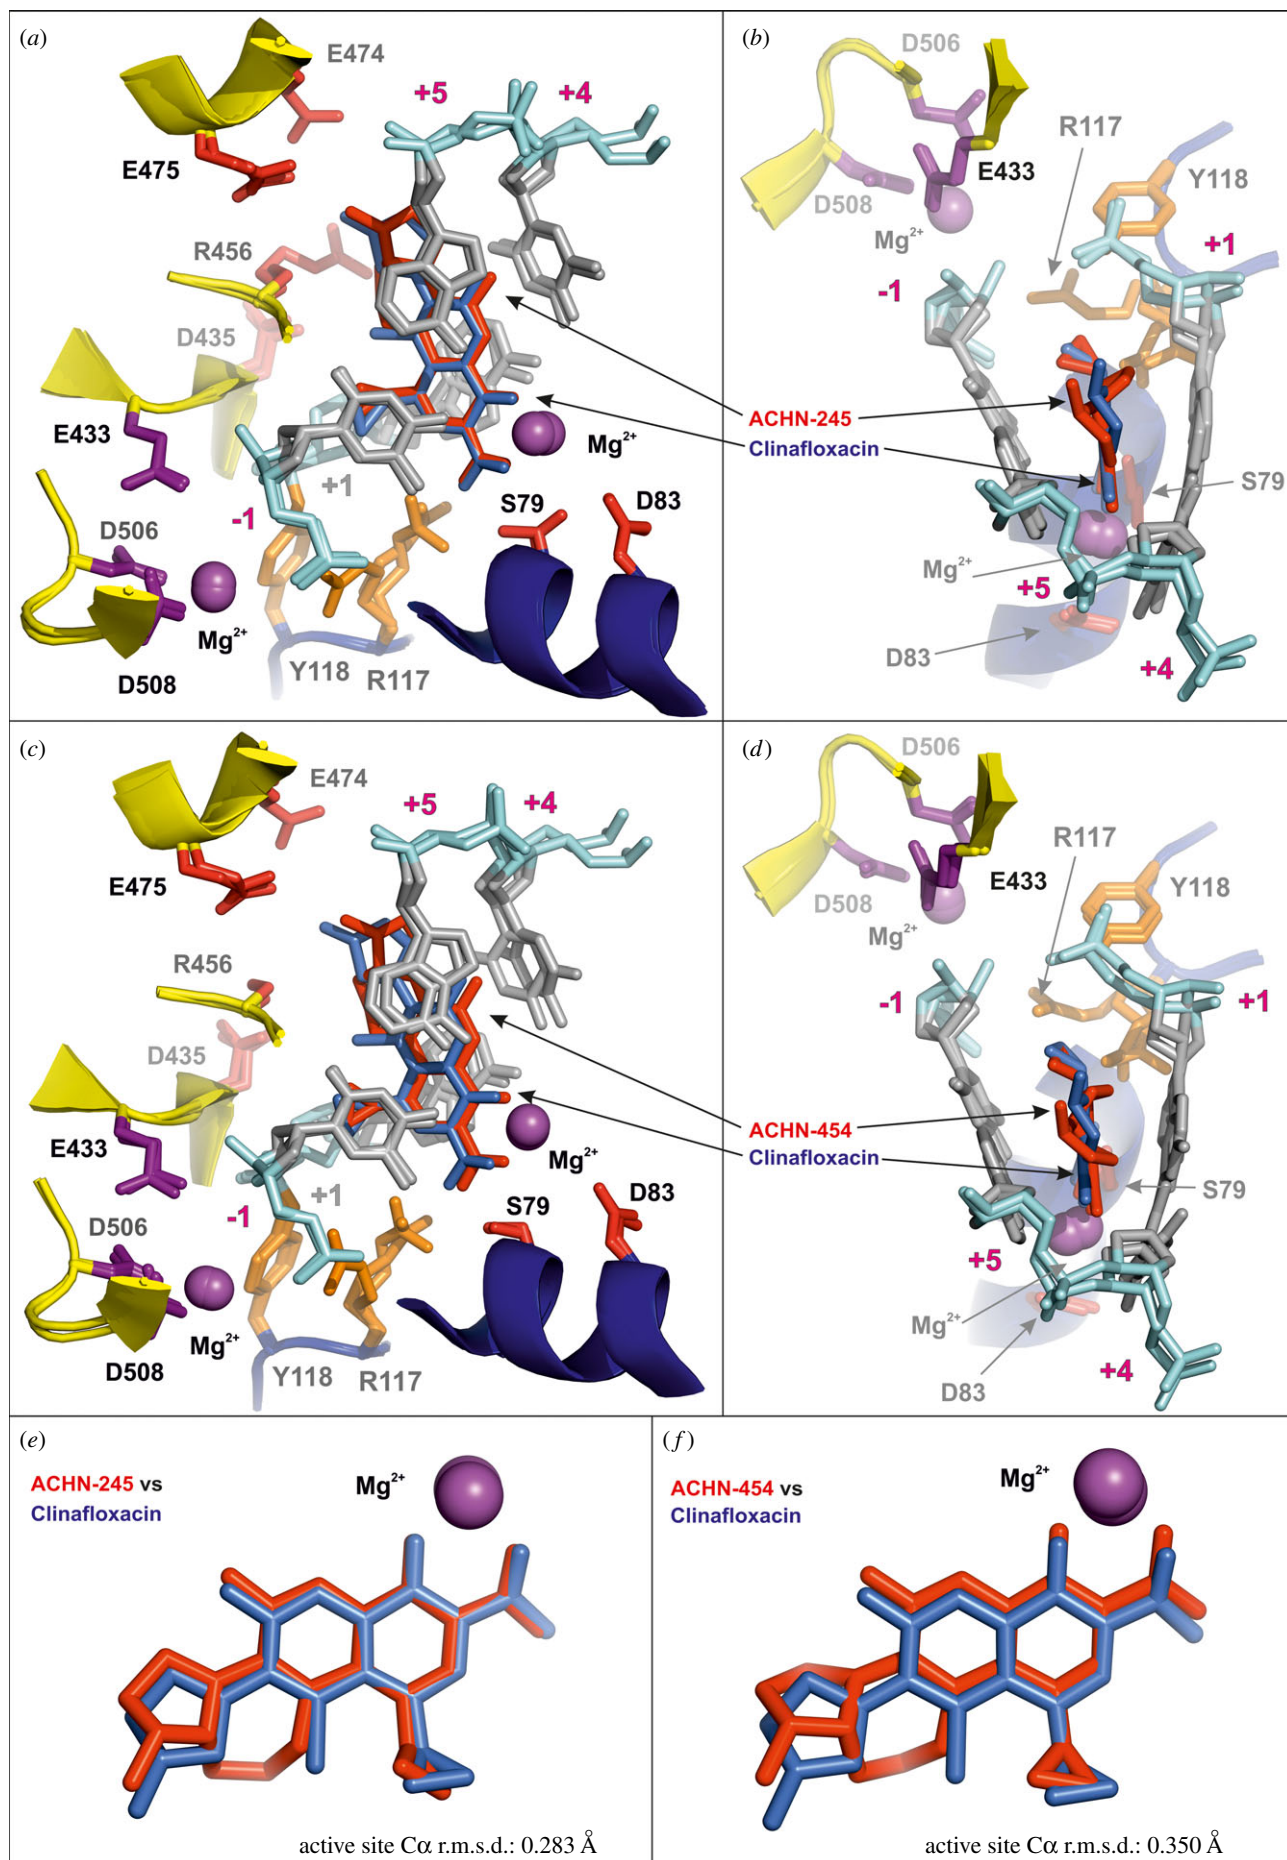 (a)
E474
+5
+4
E475
R456
D435
E433
+1
-1
D506
Mg2+
D508
Y118
R117
S79
D83
Mg2+
ACHN-245
Clinafloxacin
(b)
D506
R117
E433
Y118
D508
Mg2+
+1
-1
S79
Mg2+
+5
D83
+4
(c)
E474
+5
+4
E475
R456
D435
E433
+1
-1
D506
Mg2+
D508
Y118
R117
S79
D83
Mg2+
ACHN-454
Clinafloxacin
(d)
D506
R117
E433
Y118
D508
Mg2+
-1
+1
S79
+5
Mg2+
D83
+4
(e)
ACHN-245 vs
Clinafloxacin
Mg2+
active site Cα r.m.s.d.: 0.283 Å
(f)
ACHN-454 vs
Clinafloxacin
Mg2+
active site Cα r.m.s.d.: 0.350 Å